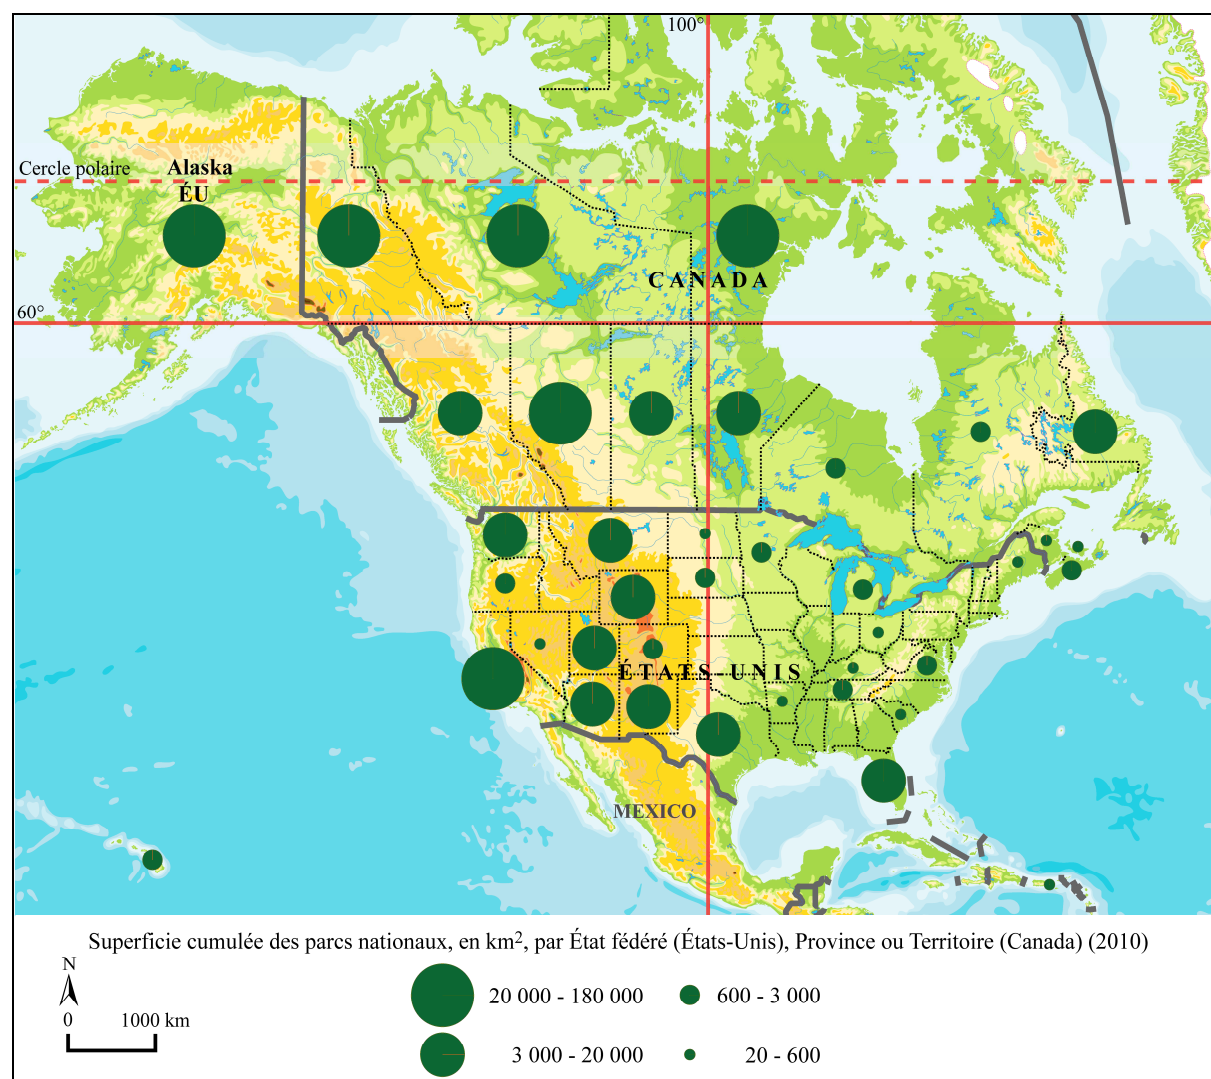 100°
Cercle polaire
Alaska
ÉU
CANADA
60°
ÉTATS UNIS
MEXICO
Superficie cumulée des parcs nationaux, en km², par État fédéré (États-Unis), Province ou Territoire (Canada) (2010)
N
0 1000 km
20 000 - 180 000
600 - 3 000
3 000 - 20 000
20 - 600